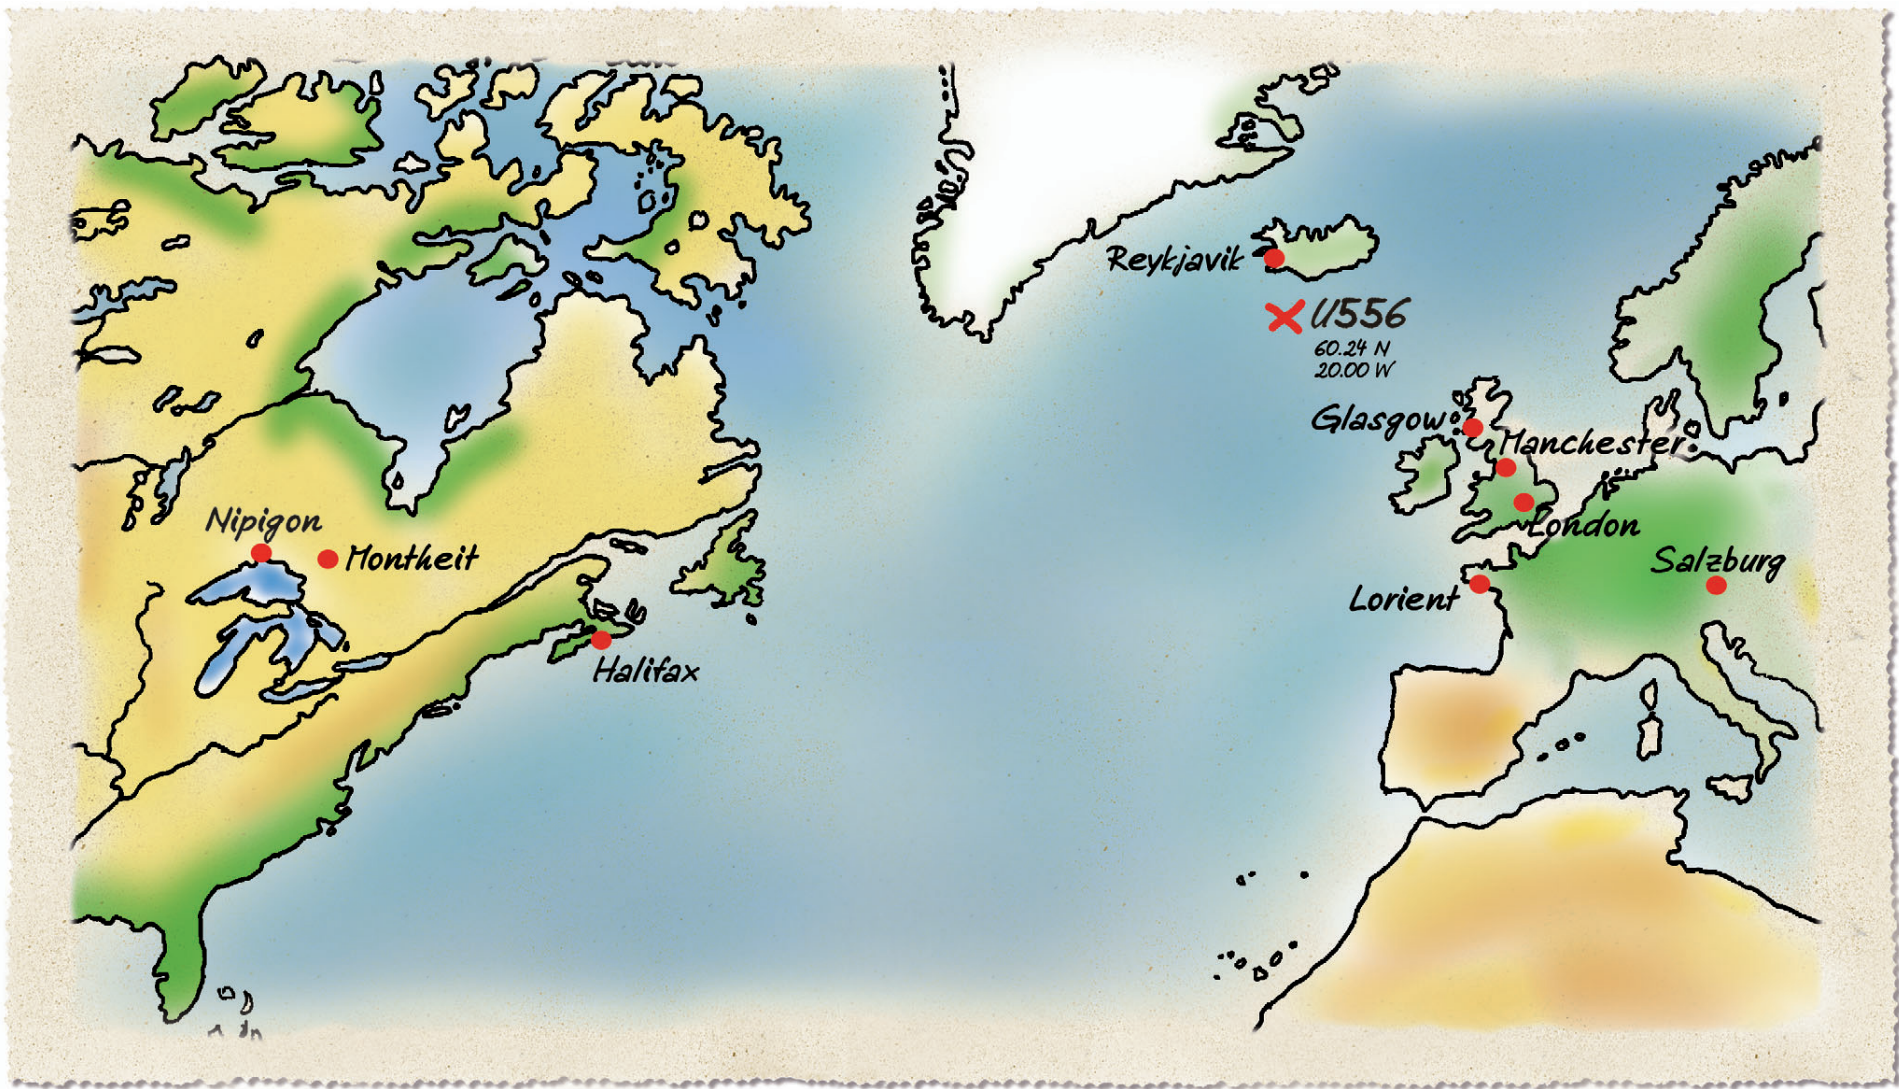 Reykjavik
U556
60.24 N
20.00 W
Glasgow
Manchester
London
Nipigon
Montheit
Salzburg
Lorient
Halifax